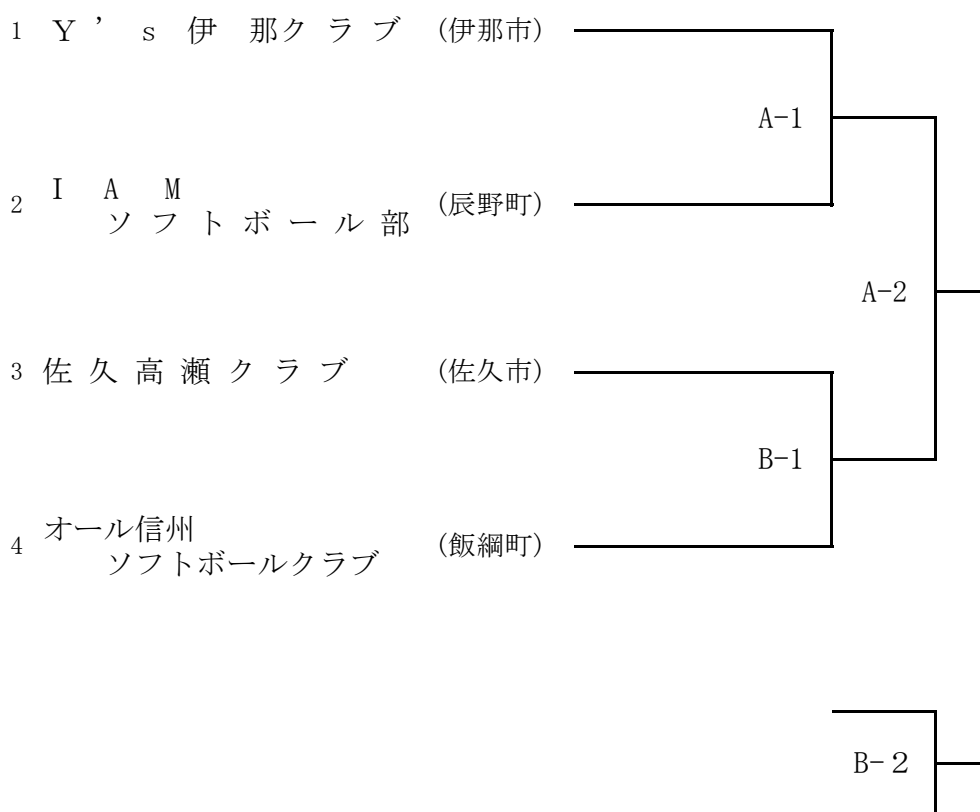 1 Y’s伊那クラブ (伊那市)
A-1
2 IAM
ソフトボール部 (辰野町)
A-2
3 佐久高瀬クラブ (佐久市)
B-1
4 オール信州
ソフトボールクラブ (飯綱町)
B-２